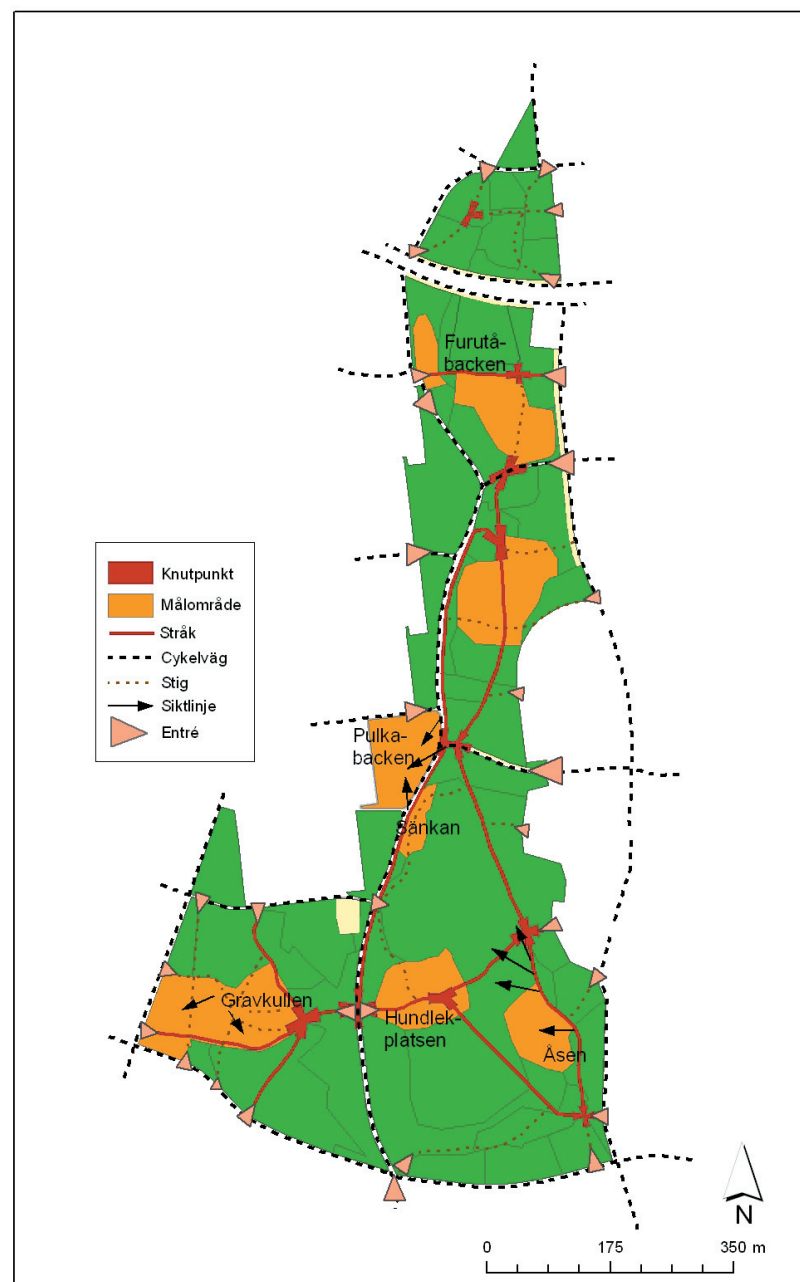 Furutå-
backen
Knutpunkt
Målområde
Stråk
Cykelväg
Stig
Siktlinje
Entré
Pulka-
backen
Sänkan
Gravkullen
Hundlek-
platsen
Åsen
N
0 175 350 m